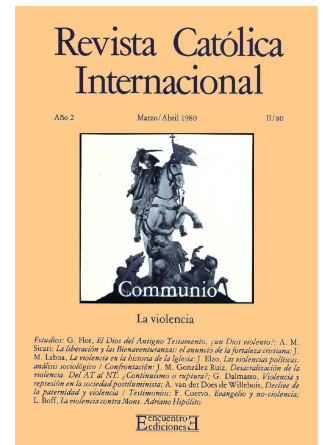 Revista Católica
Internacional
Año 2 Marzo/Abril 1980 II/80
Communio
La violencia
Estudios: G. Flor, El Dios del Antiguo Testamento, ¿un Dios violento?; A. M.
Sicari: La liberación y las Bienaventuranzas: el anuncio de la fortaleza cristiana; J.
M. Laboa, La violencia en la historia de la Iglesia; J. Elzo, Las violencias políticas:
análisis sociológico / Confrontación: J. M. González Ruiz, Desacralización de la
violencia. Del AT al NT: ¿Continuismo o ruptura?; G. Dalmasso, Violencia y
represión en la sociedad postiluminista; A. van der Does de Willebois, Declive de
la paternidad y violencia / Testimonios: F. Cuervo, Evangelio y no-violencia;
L. Boff, La violencia contra Mons. Adriano Hipólito.
encuentro
ediciones